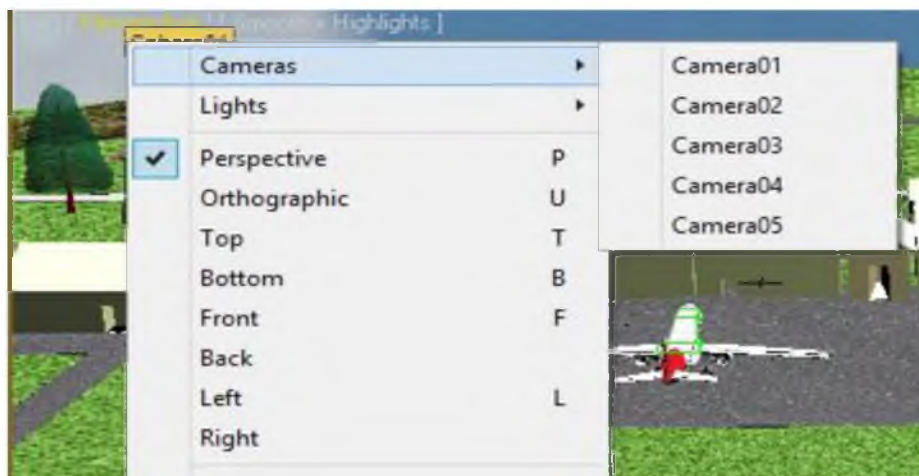 Highlights ]
Cameras
Lights
Perspective P
Orthographic U
Top T
Bottom B
Front F
Back
Left L
Right
Camera01
Camera02
Camera03
Camera04
Camera05